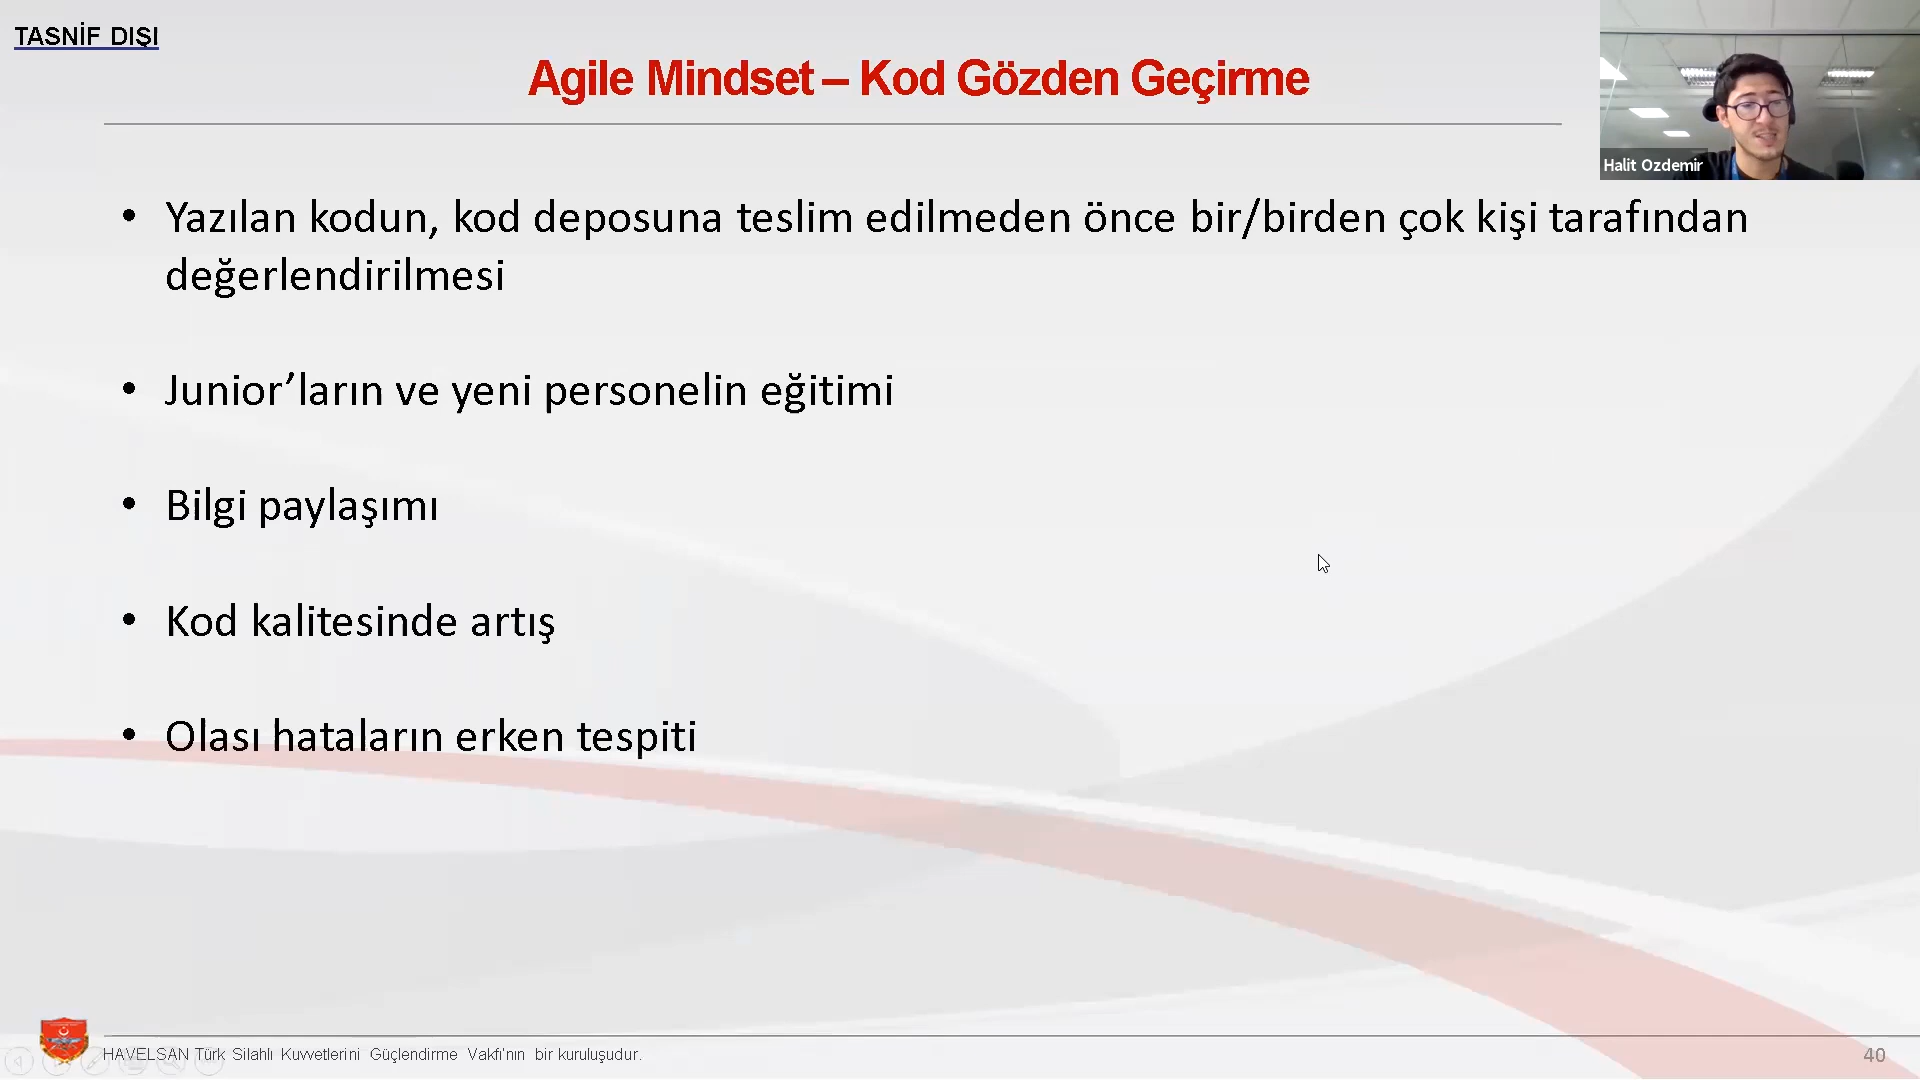 TASNİF DIŞI
Agile Mindset – Kod Gözden Geçirme
Halit Ozdemir
• Yazılan kodun, kod deposuna teslim edilmeden önce bir/birden çok kişi tarafından
değerlendirilmesi
• Junior’ların ve yeni personelin eğitimi
• Bilgi paylaşımı
• Kod kalitesinde artış
• Olası hataların erken tespiti
HAVELSAN Türk Silahlı Kuvvetlerini Güçlendirme Vakfı'nın bir kuruluşudur.
40